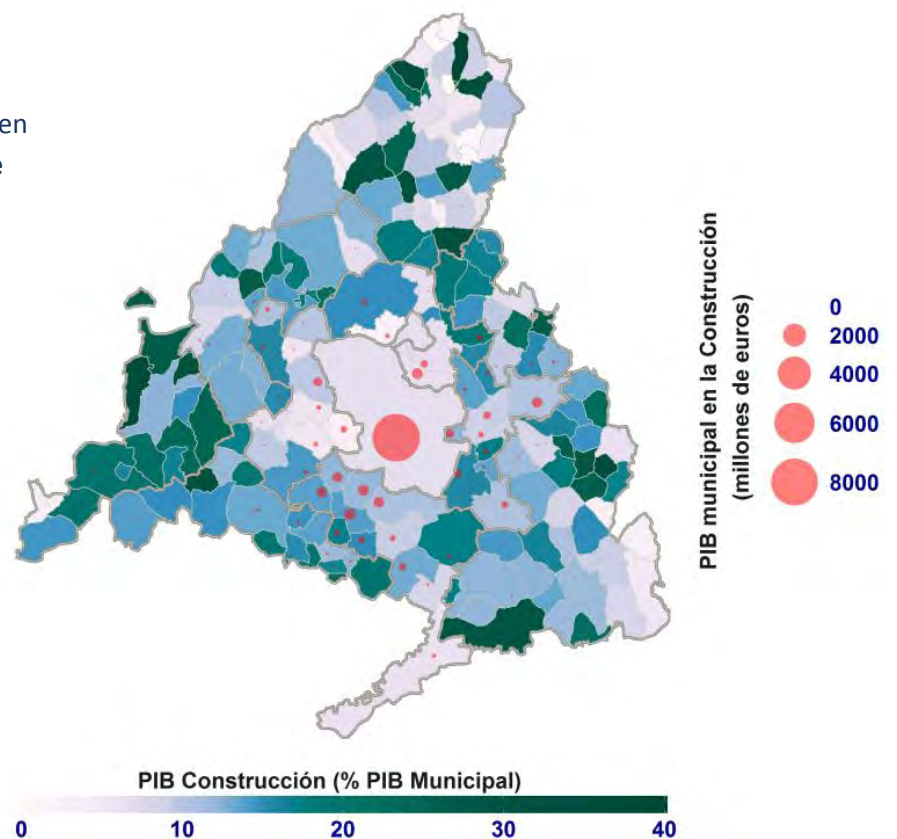 en
e
PIB municipal en la Construcción
(millones de euros)
0
2000
4000
6000
8000
PIB Construcción (% PIB Municipal)
0 10 20 30 40